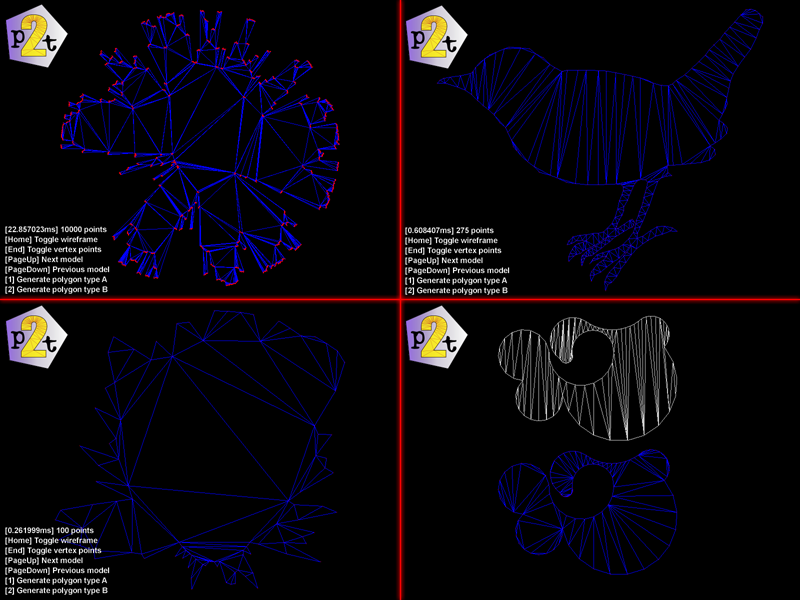 p2t
[22.857023ms] 10000 points
[Home] Toggle wireframe
[End] Toggle vertex points
[PageUp] Next model
[PageDown] Previous model
[1] Generate polygon type A
[2] Generate polygon type B
p2t
[0.608407ms] 275 points
[Home] Toggle wireframe
[End] Toggle vertex points
[PageUp] Next model
[PageDown] Previous model
[1] Generate polygon type A
[2] Generate polygon type B
p2t
[0.261999ms] 100 points
[Home] Toggle wireframe
[End] Toggle vertex points
[PageUp] Next model
[PageDown] Previous model
[1] Generate polygon type A
[2] Generate polygon type B
p2t